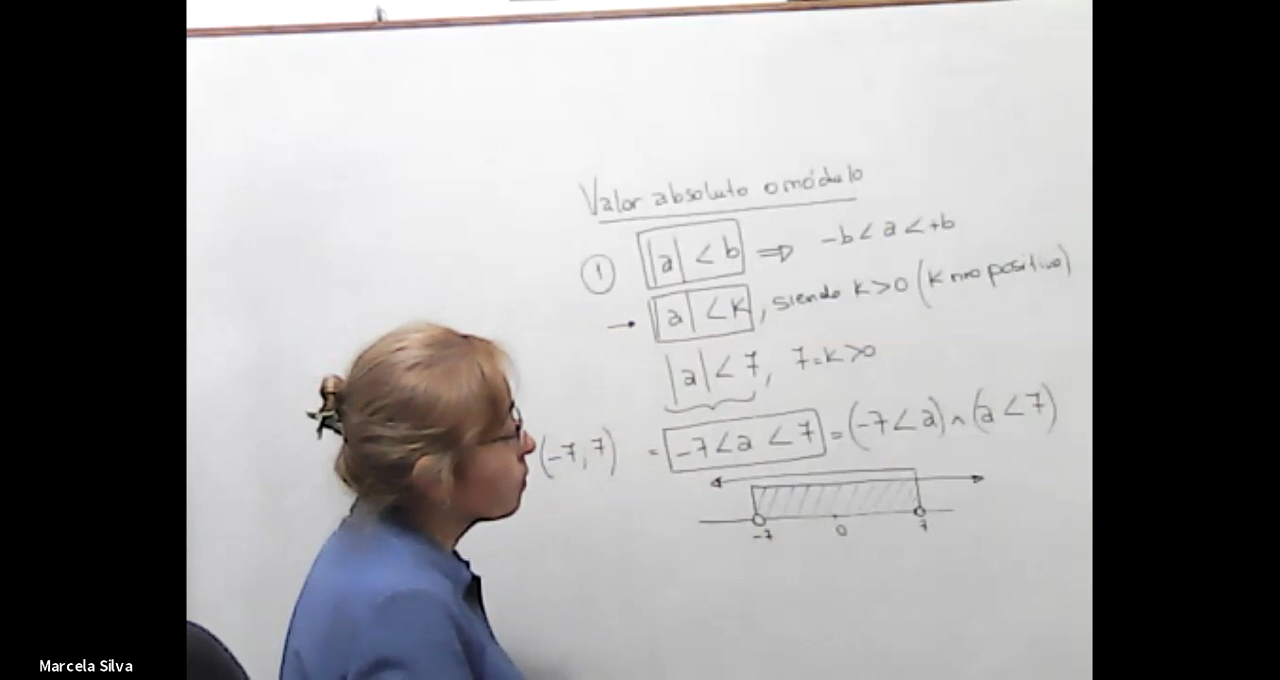 Valor absoluto o módulo
① |a| < b ⇒ -b < a < +b
→ |a| < K, siendo K > 0 (K nro positivo)
|a| < 7, 7 = K > 0
(-7, 7) = -7 < a < 7 = (-7 < a) ∧ (a < 7)
-7 0 7
Marcela Silva